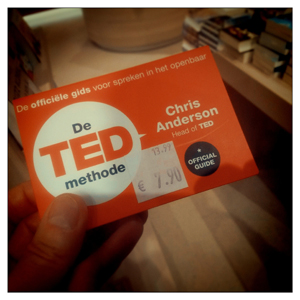 De officiële gids voor spreken in het openbaar
De
TED
methode
Chris
Anderson
Head of TED
OFFICIAL
GUIDE
€ 9.90